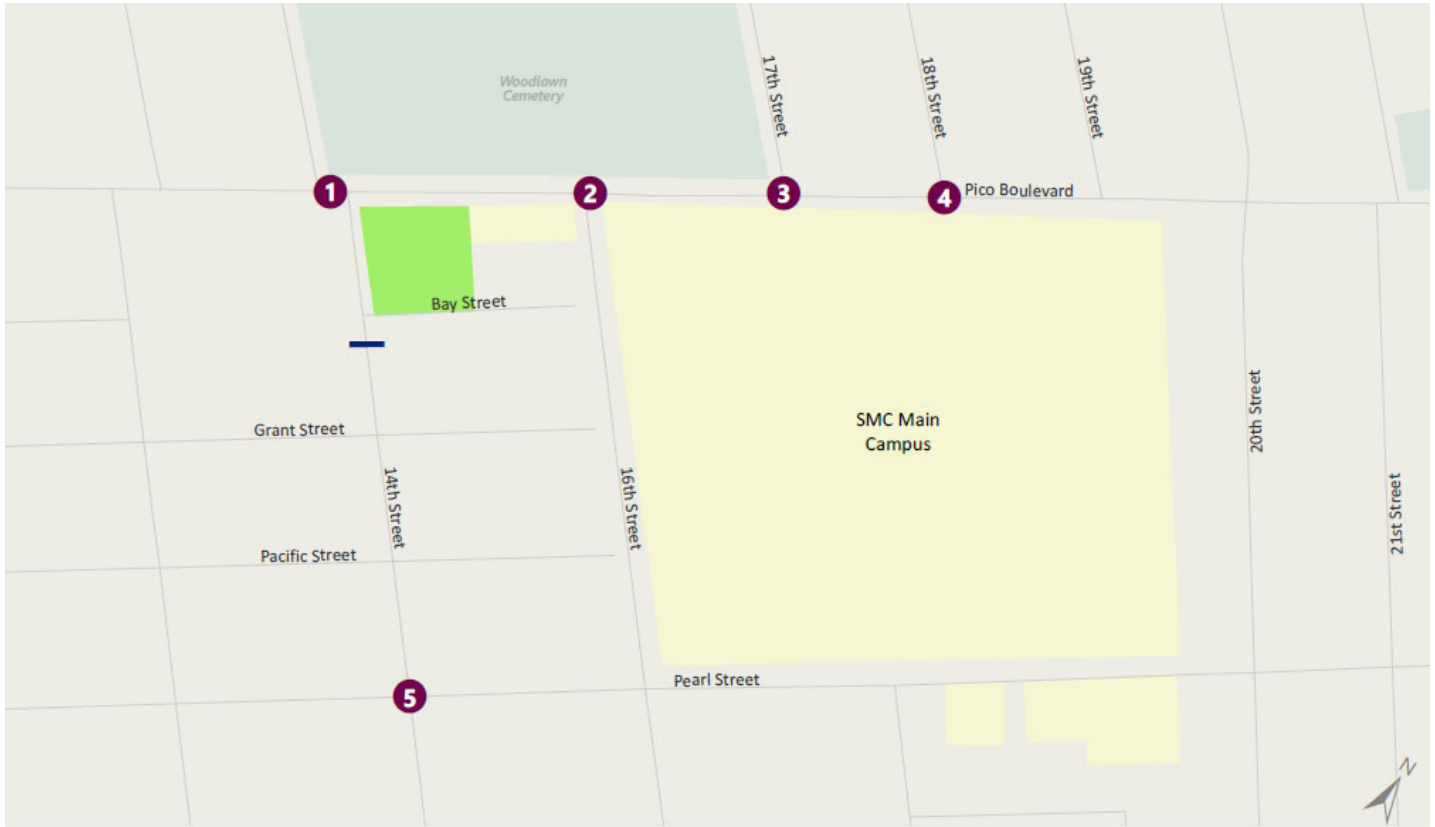 Woodlawn
Cemetery
17th Street
18th Street
19th Street
1
2
3
4
Pico Boulevard
Bay Street
Grant Street
14th Street
16th Street
SMC Main
Campus
20th Street
21st Street
Pacific Street
Pearl Street
5
N